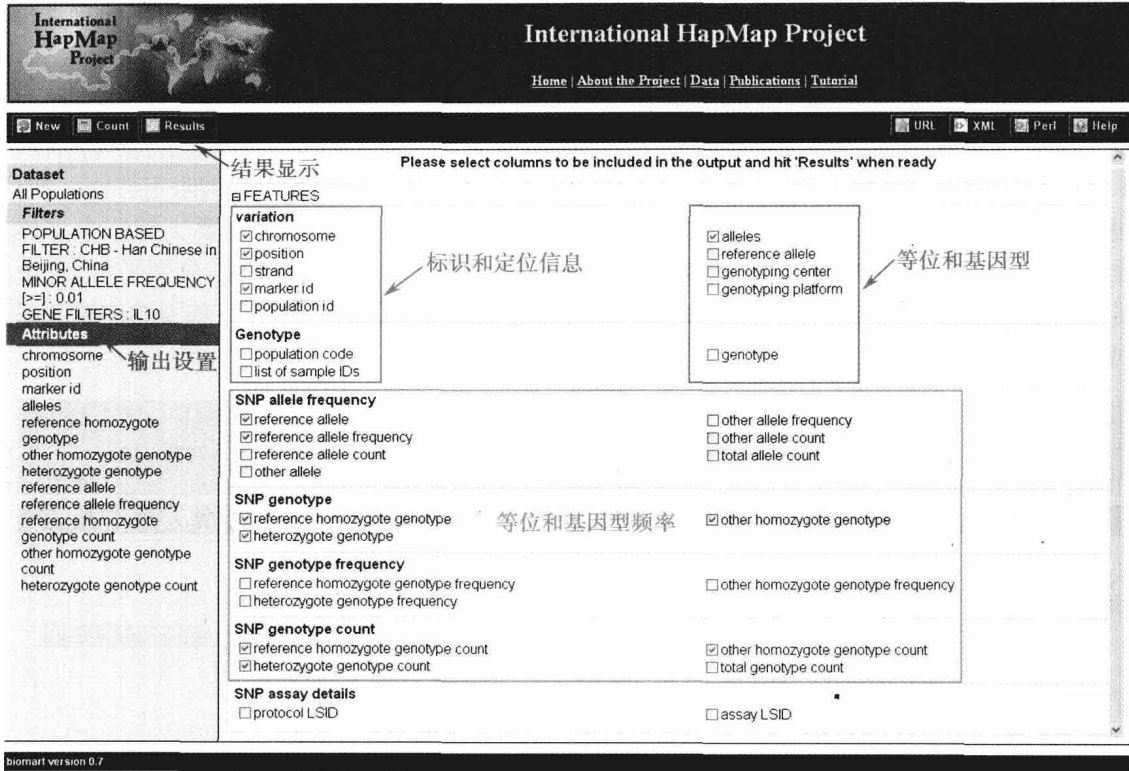 International
HapMap
Project
International HapMap Project
Home | About the Project | Data | Publications | Tutorial
New Count Results
URL XML Perl Help
结果显示
Please select columns to be included in the output and hit 'Results' when ready
Dataset
All Populations
Filters
POPULATION BASED
FILTER : CHB - Han Chinese in
Beijing, China
MINOR ALLELE FREQUENCY
[>=] : 0.01
GENE FILTERS : IL10
Attributes
输出设置
chromosome
position
marker id
alleles
reference homozygote
genotype
other homozygote genotype
heterozygote genotype
reference allele
reference allele frequency
reference homozygote
genotype count
other homozygote genotype
count
heterozygote genotype count
FEATURES
variation
chromosome
position
strand
marker id
population id
标识和定位信息
alleles
reference allele
genotyping center
genotyping platform
等位和基因型
Genotype
population code
list of sample IDs
genotype
SNP allele frequency
reference allele
reference allele frequency
reference allele count
other allele
other allele frequency
other allele count
total allele count
SNP genotype
reference homozygote genotype
heterozygote genotype
等位和基因型频率
other homozygote genotype
SNP genotype frequency
reference homozygote genotype frequency
heterozygote genotype frequency
other homozygote genotype frequency
SNP genotype count
reference homozygote genotype count
heterozygote genotype count
other homozygote genotype count
total genotype count
SNP assay details
protocol LSID
assay LSID
biomart version 0.7